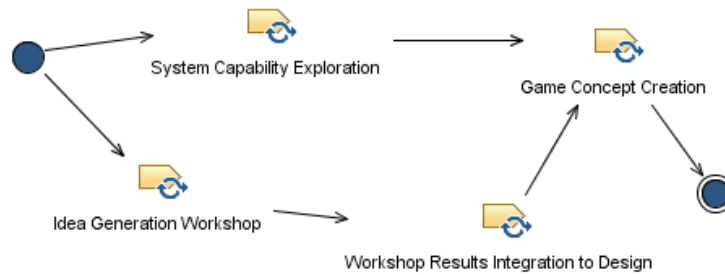 System Capability Exploration
Game Concept Creation
Idea Generation Workshop
Workshop Results Integration to Design